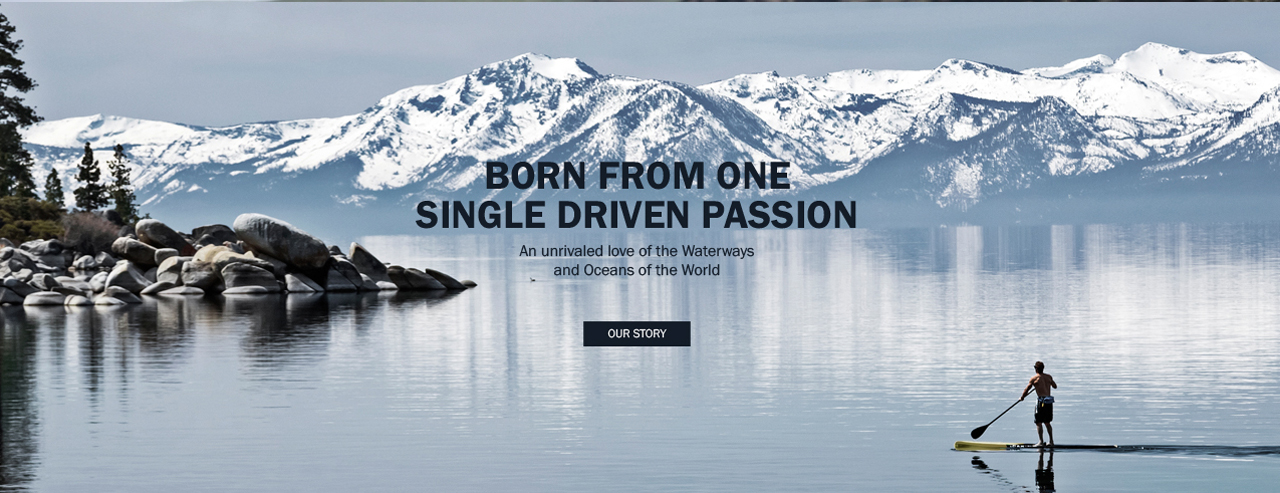 BORN FROM ONE
SINGLE DRIVEN PASSION
An unrivaled love of the Waterways
and Oceans of the World
OUR STORY